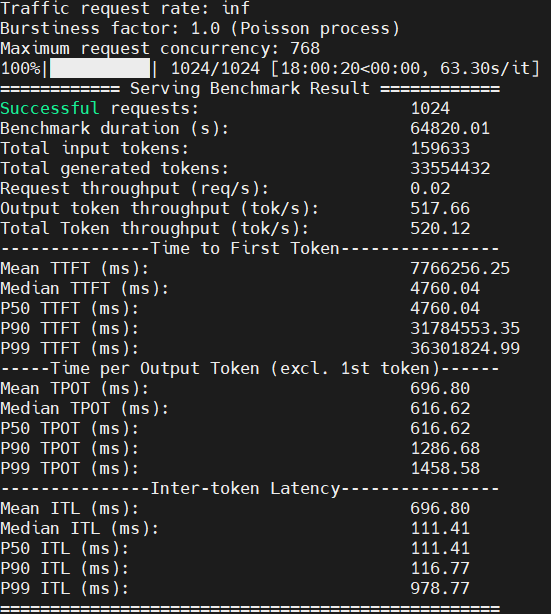 Traffic request rate: inf
Burstiness factor: 1.0 (Poisson process)
Maximum request concurrency: 768
100%|██████████| 1024/1024 [18:00:20<00:00, 63.30s/it]
============ Serving Benchmark Result ============
Successful requests: 1024
Benchmark duration (s): 64820.01
Total input tokens: 159633
Total generated tokens: 33554432
Request throughput (req/s): 0.02
Output token throughput (tok/s): 517.66
Total Token throughput (tok/s): 520.12
---------------Time to First Token----------------
Mean TTFT (ms): 7766256.25
Median TTFT (ms): 4760.04
P50 TTFT (ms): 4760.04
P90 TTFT (ms): 31784553.35
P99 TTFT (ms): 36301824.99
-----Time per Output Token (excl. 1st token)------
Mean TPOT (ms): 696.80
Median TPOT (ms): 616.62
P50 TPOT (ms): 616.62
P90 TPOT (ms): 1286.68
P99 TPOT (ms): 1458.58
---------------Inter-token Latency----------------
Mean ITL (ms): 696.80
Median ITL (ms): 111.41
P50 ITL (ms): 111.41
P90 ITL (ms): 116.77
P99 ITL (ms): 978.77
==================================================